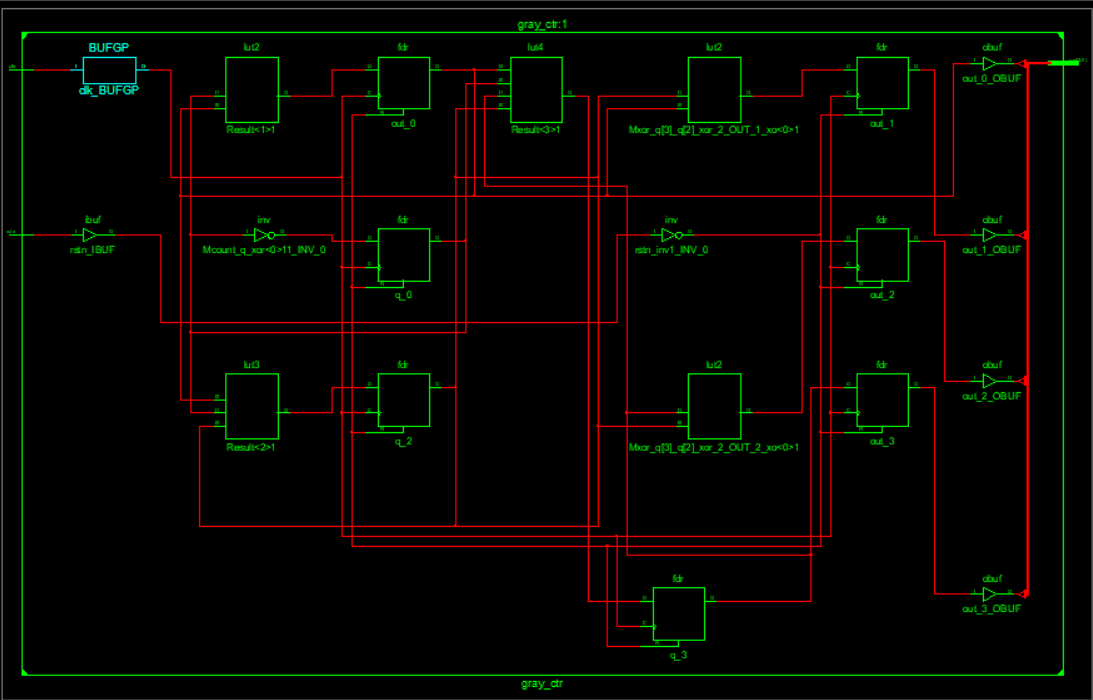 gray_ctr:1
BUFGP
clk_BUFGP
lut2
Result<1>1
fdr
out_0
lut4
Result<3>1
lut2
Mxor_q[3]_q[2]_xor_2_OUT_1_xo<0>1
fdr
out_1
obuf
out_0_OBUF
ibuf
rstn_IBUF
inv
Mcount_q_xor<0>11_INV_0
fdr
q_0
inv
rstn_inv1_INV_0
fdr
out_2
obuf
out_1_OBUF
lut3
Result<2>1
fdr
q_2
lut2
Mxor_q[3]_q[2]_xor_2_OUT_2_xo<0>1
fdr
out_3
obuf
out_2_OBUF
fdr
q_3
obuf
out_3_OBUF
gray_ctr